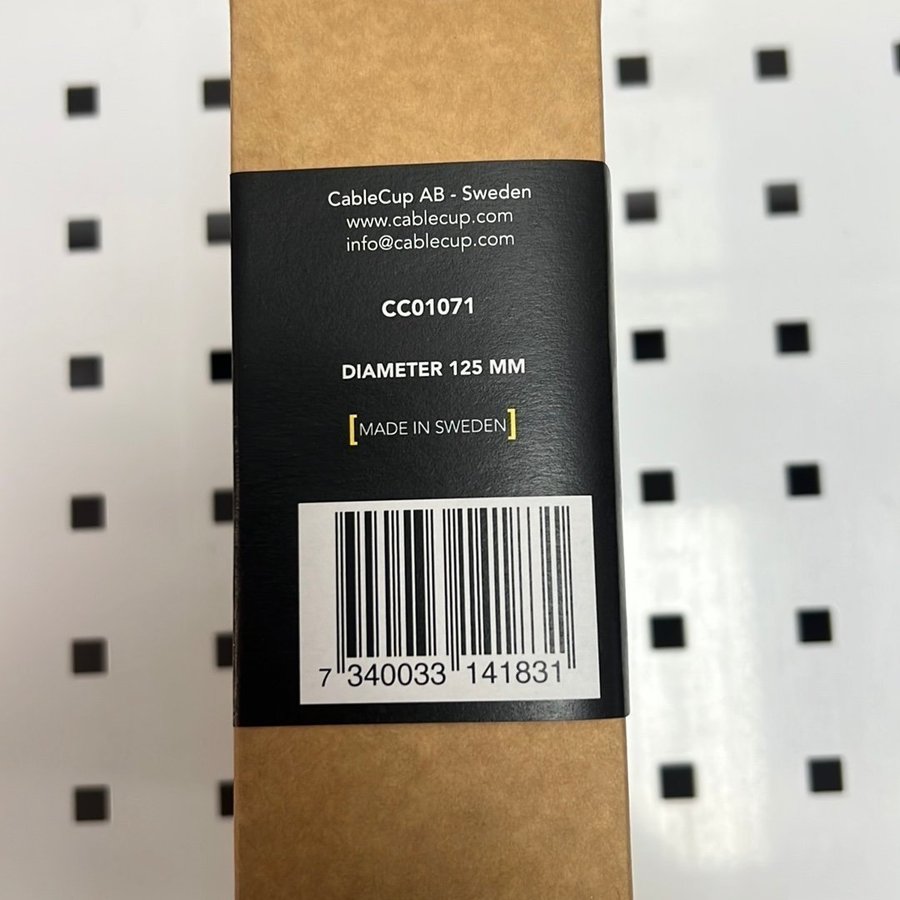 CableCup AB - Sweden
www.cablecup.com
info@cablecup.com
CC01071
DIAMETER 125 MM
[MADE IN SWEDEN]
7 340033 141831